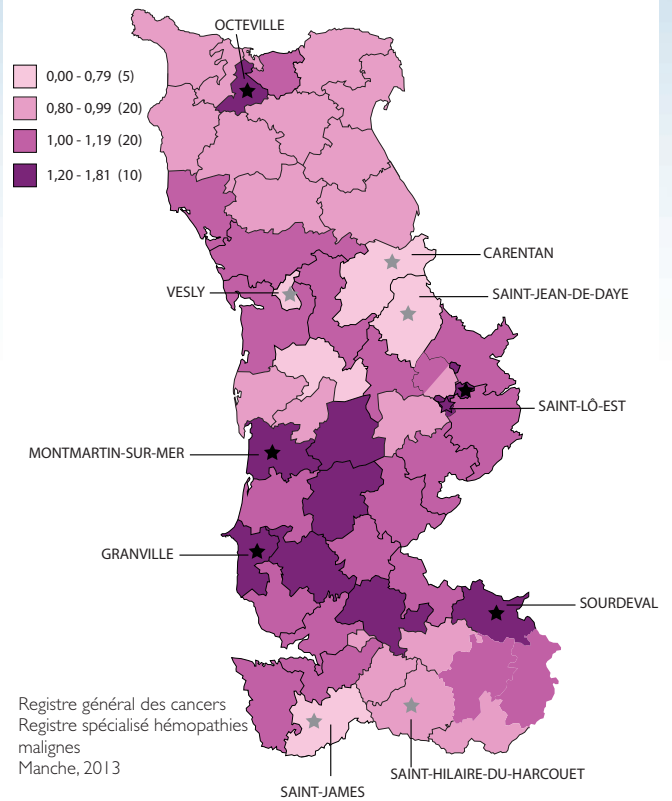 OCTEVILLE
0,00 - 0,79 (5)
0,80 - 0,99 (20)
1,00 - 1,19 (20)
1,20 - 1,81 (10)
CARENTAN
VESLY
SAINT-JEAN-DE-DAYE
SAINT-LÔ-EST
MONTMARTIN-SUR-MER
GRANVILLE
SOURDEVAL
Registre général des cancers
Registre spécialisé hémopathies
malignes
Manche, 2013
SAINT-HILAIRE-DU-HARCOUET
SAINT-JAMES